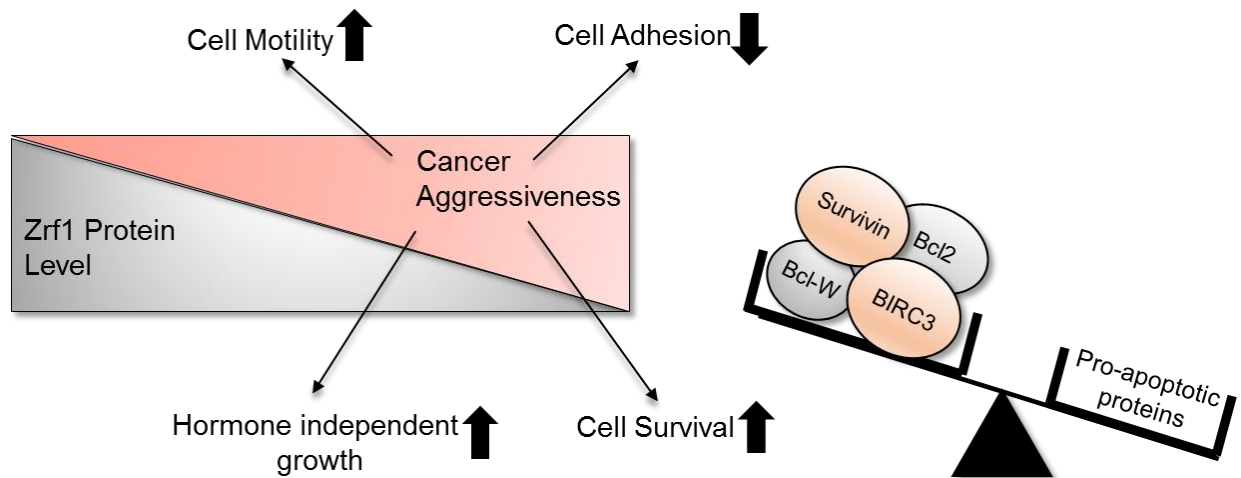 Cell Motility
Cell Adhesion
Cancer
Aggressiveness
Zrf1 Protein
Level
Hormone independent
growth
Cell Survival
Survivin
Bcl2
Bcl-W
BIRC3
Pro-apoptotic
proteins